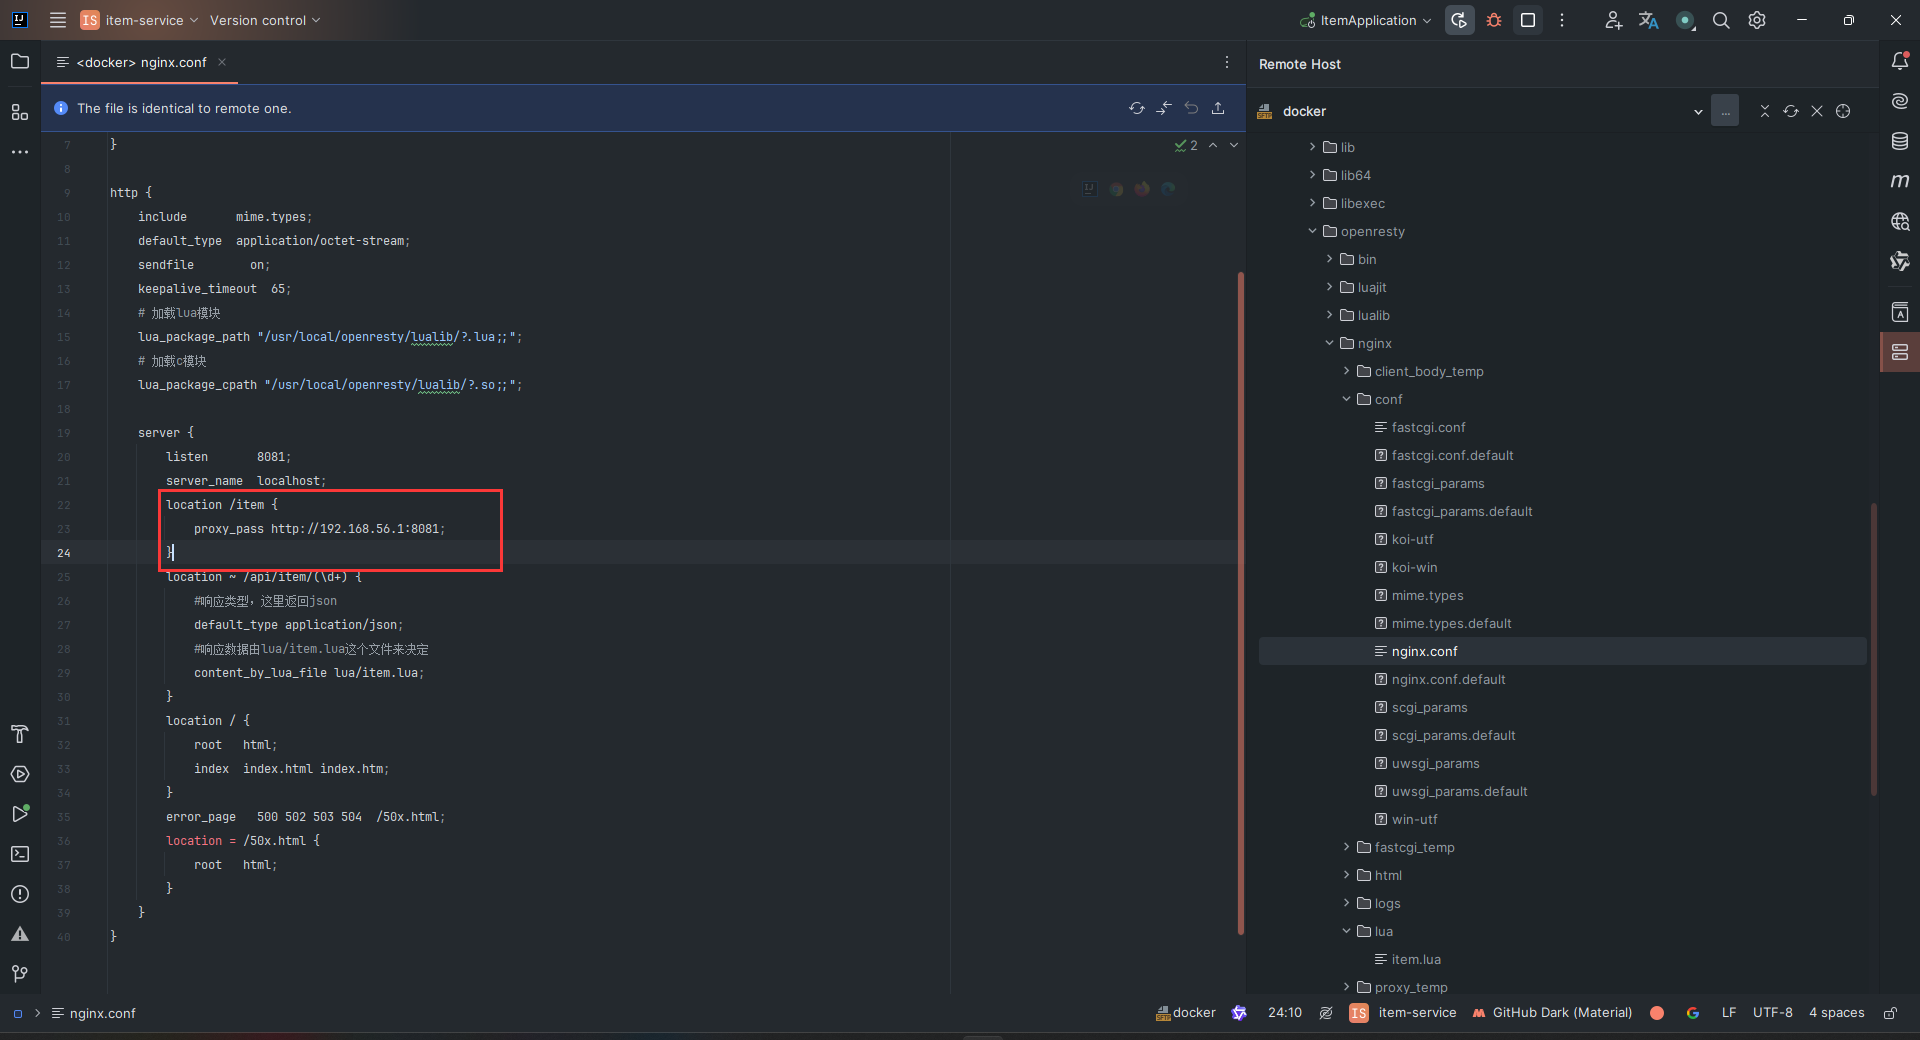 IS item-service Version control
ItemApplication
<docker> nginx.conf
The file is identical to remote one.
7 }
2
8
9 http {
10 include       mime.types;
11 default_type  application/octet-stream;
12 sendfile        on;
13 keepalive_timeout  65;
14 # 加载lua模块
15 lua_package_path "/usr/local/openresty/lualib/?.lua;;";
16 # 加载c模块
17 lua_package_cpath "/usr/local/openresty/lualib/?.so;;";
18
19 server {
20 listen       8081;
21 server_name  localhost;
22 location /item {
23 proxy_pass http://192.168.56.1:8081;
24 }
25 location ~ /api/item/(\d+) {
26 #响应类型，这里返回json
27 default_type application/json;
28 #响应数据由lua/item.lua这个文件来决定
29 content_by_lua_file lua/item.lua;
30 }
31 location / {
32 root   html;
33 index  index.html index.htm;
34 }
35 error_page   500 502 503 504  /50x.html;
36 location = /50x.html {
37 root   html;
38 }
39 }
40 }
Remote Host
docker
...
lib
lib64
libexec
openresty
bin
luajit
lualib
nginx
client_body_temp
conf
fastcgi.conf
fastcgi.conf.default
fastcgi_params
fastcgi_params.default
koi-utf
koi-win
mime.types
mime.types.default
nginx.conf
nginx.conf.default
scgi_params
scgi_params.default
uwsgi_params
uwsgi_params.default
win-utf
fastcgi_temp
html
logs
lua
item.lua
proxy_temp
nginx.conf
docker 24:10 IS item-service GitHub Dark (Material) LF UTF-8 4 spaces